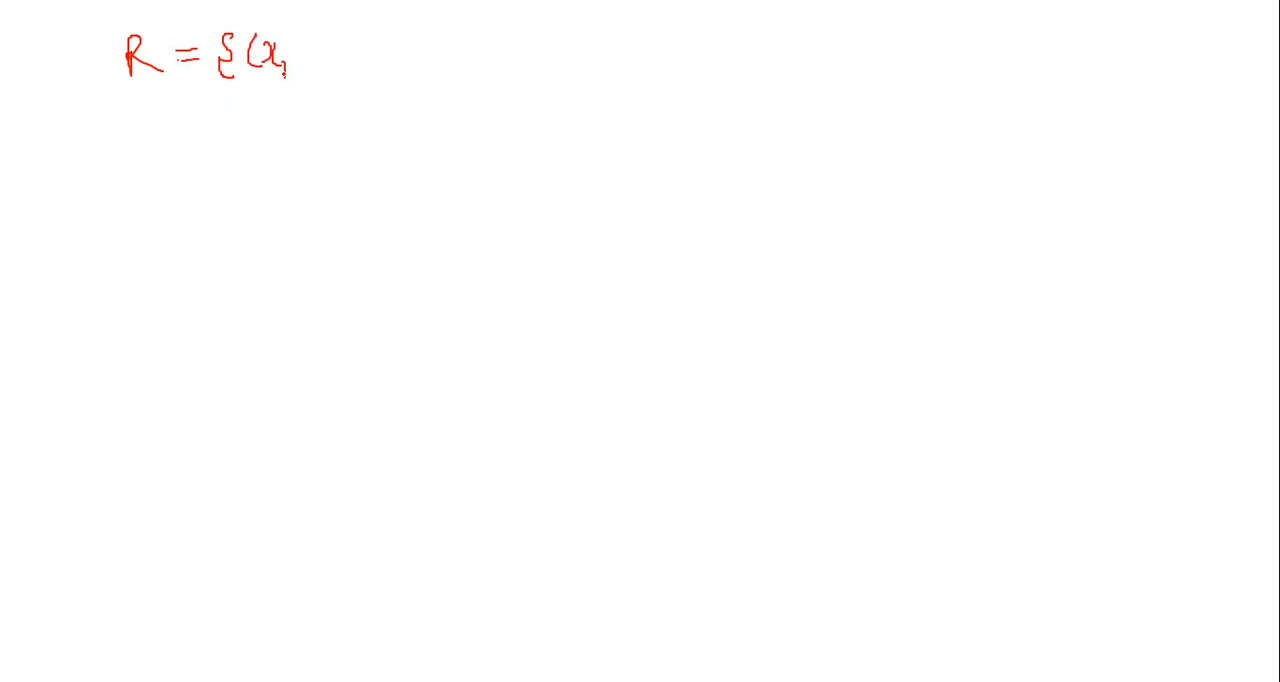 R = {(x,